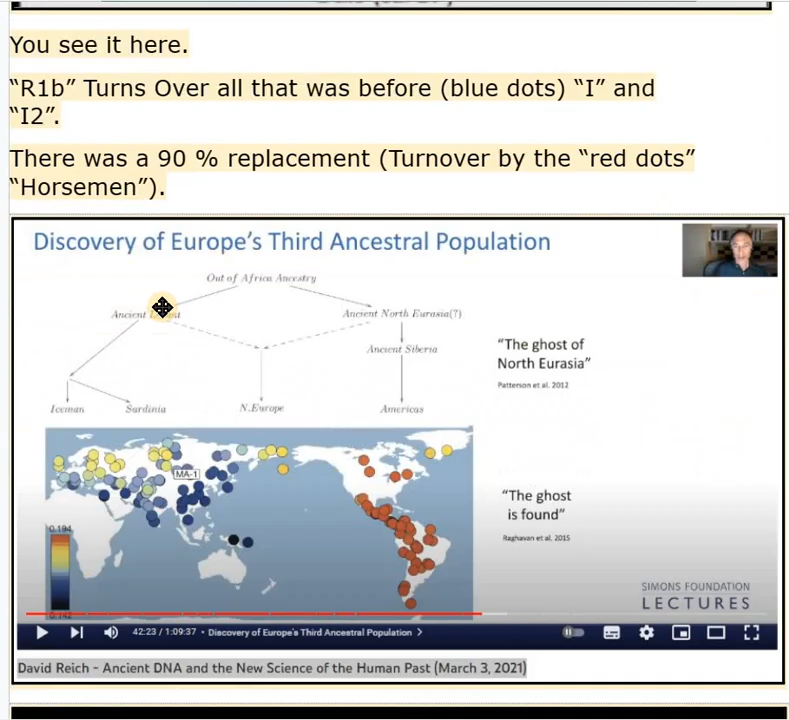 You see it here.
“R1b” Turns Over all that was before (blue dots) “I” and
“I2”.
There was a 90 % replacement (Turnover by the “red dots”
“Horsemen”).
Discovery of Europe’s Third Ancestral Population
Out of Africa Ancestry
Ancient
Ancient North Eurasia(?)
Ancient Siberia
“The ghost of
North Eurasia”
Patterson et al. 2012
Iceman
Sardinia
N.Europe
Americas
MA-1
“The ghost
is found”
Raghavan et al. 2015
0.194
SIMONS FOUNDATION
LECTURES
42:23 / 1:09:37 • Discovery of Europe's Third Ancestral Population
David Reich - Ancient DNA and the New Science of the Human Past (March 3, 2021)